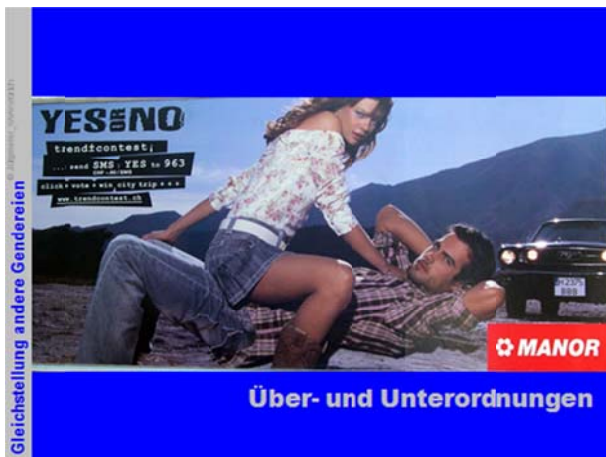 YES OR NO
trendfcontest;
... send SMS : YES to 963
click + vote + win city trip + + +
www.trendcontest.ch
MANOR
Über- und Unterordnungen
Gleichstellung andere Gendereien